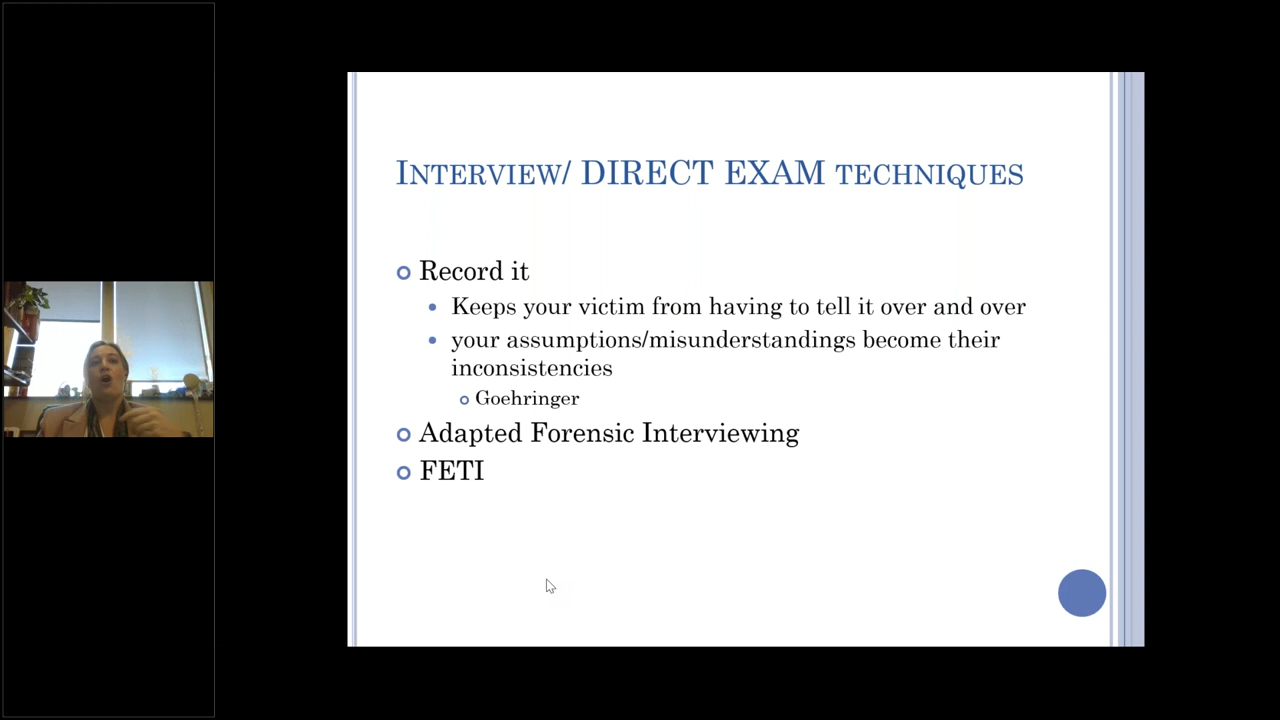 INTERVIEW/ DIRECT EXAM TECHNIQUES
Record it
Keeps your victim from having to tell it over and over
your assumptions/misunderstandings become their
inconsistencies
Goehringer
Adapted Forensic Interviewing
FETI